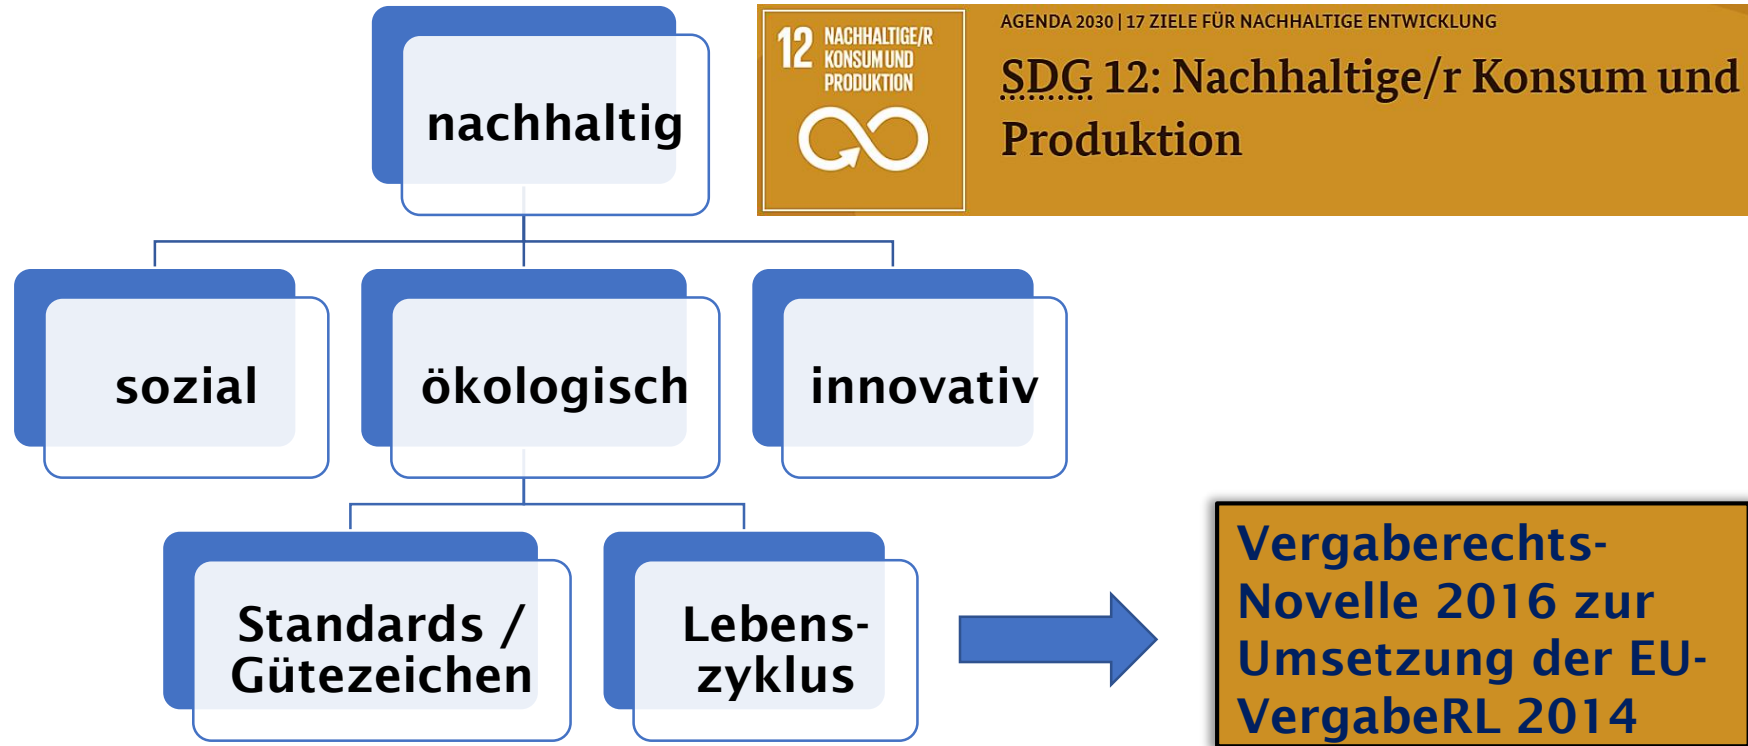 nachhaltig
12 NACHHALTIGE/R
KONSUM UND
PRODUKTION
AGENDA 2030 | 17 ZIELE FÜR NACHHALTIGE ENTWICKLUNG
SDG 12: Nachhaltige/r Konsum und
Produktion
sozial
ökologisch
innovativ
Standards /
Gütezeichen
Lebens-
zyklus
Vergaberechts-
Novelle 2016 zur
Umsetzung der EU-
VergabeRL 2014